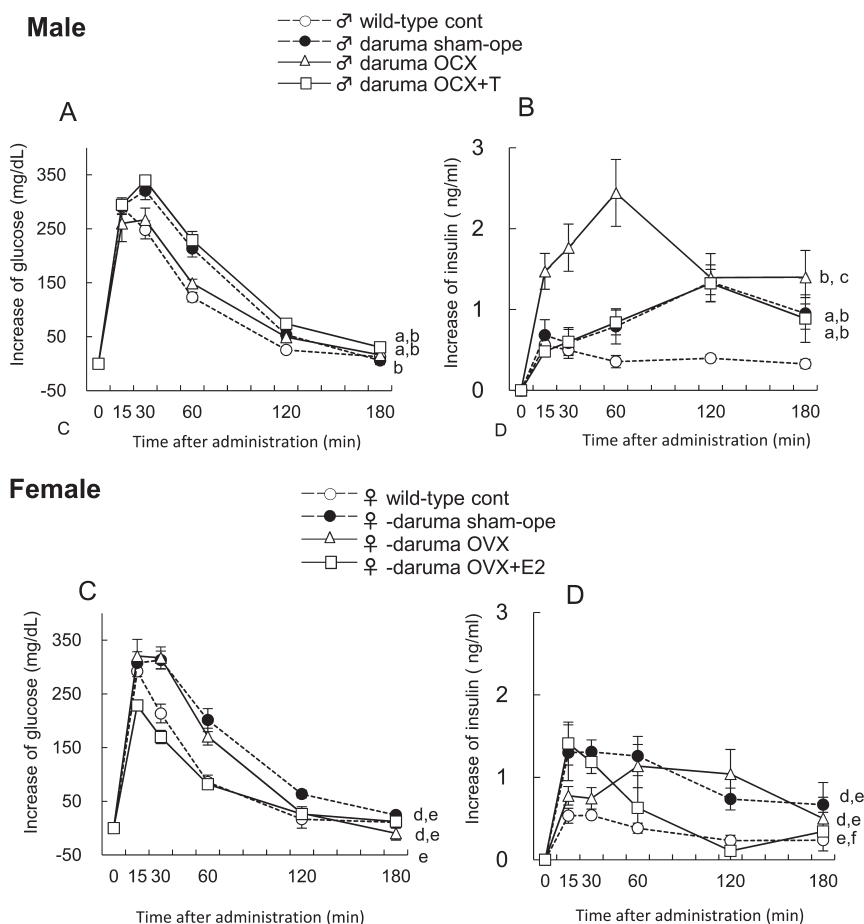 Male
♂ wild-type cont
♂ daruma sham-ope
♂ daruma OCX
♂ daruma OCX+T
A
Increase of glucose (mg/dL)
350
250
150
50
-50
0 15 30 60 120 180
a,b
a,b
b
C
Time after administration (min)
B
Increase of insulin ( ng/ml)
3
2
1
0
0 15 30 60 120 180
b, c
a,b
a,b
D
Time after administration (min)
Female
♀ wild-type cont
♀ -daruma sham-ope
♀ -daruma OVX
♀ -daruma OVX+E2
C
Increase of glucose (mg/dL)
350
250
150
50
-50
0 15 30 60 120 180
d,e
d,e
e
Time after administration (min)
D
Increase of insulin ( ng/ml)
3
2
1
0
0 15 30 60 120 180
d,e
d,e
e,f
Time after administration (min)